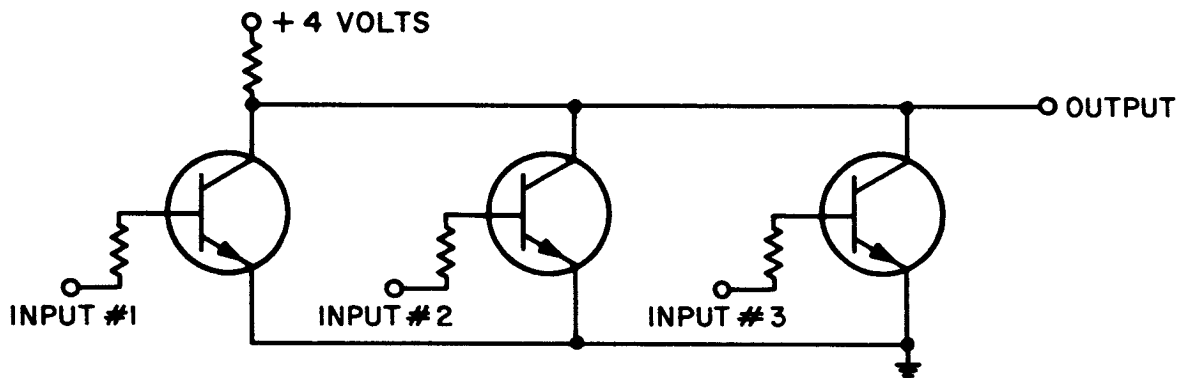 + 4 VOLTS
OUTPUT
INPUT #1
INPUT #2
INPUT #3